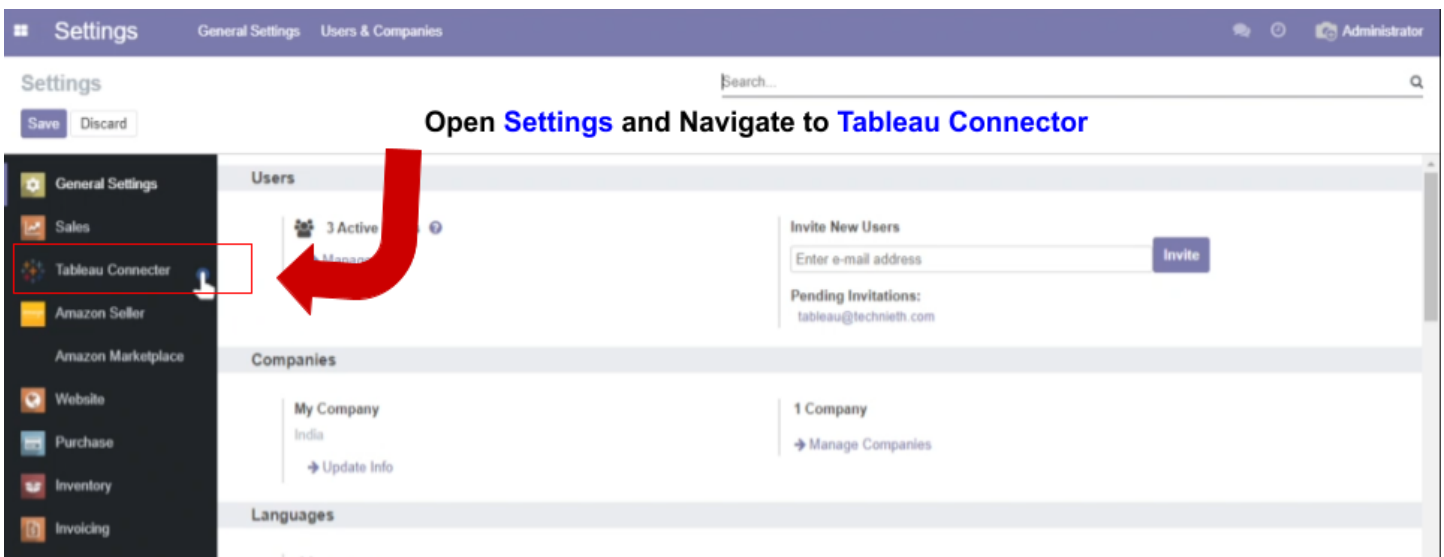 Settings General Settings Users & Companies Administrator
Settings
Search...
Save Discard
Open Settings and Navigate to Tableau Connector
General Settings
Sales
Tableau Connecter
Amazon Seller
Amazon Marketplace
Website
Purchase
Inventory
Invoicing
Users
3 Active
Invite New Users
Enter e-mail address
Invite
Pending Invitations:
tableau@technieth.com
Companies
My Company
India
Update Info
1 Company
Manage Companies
Languages